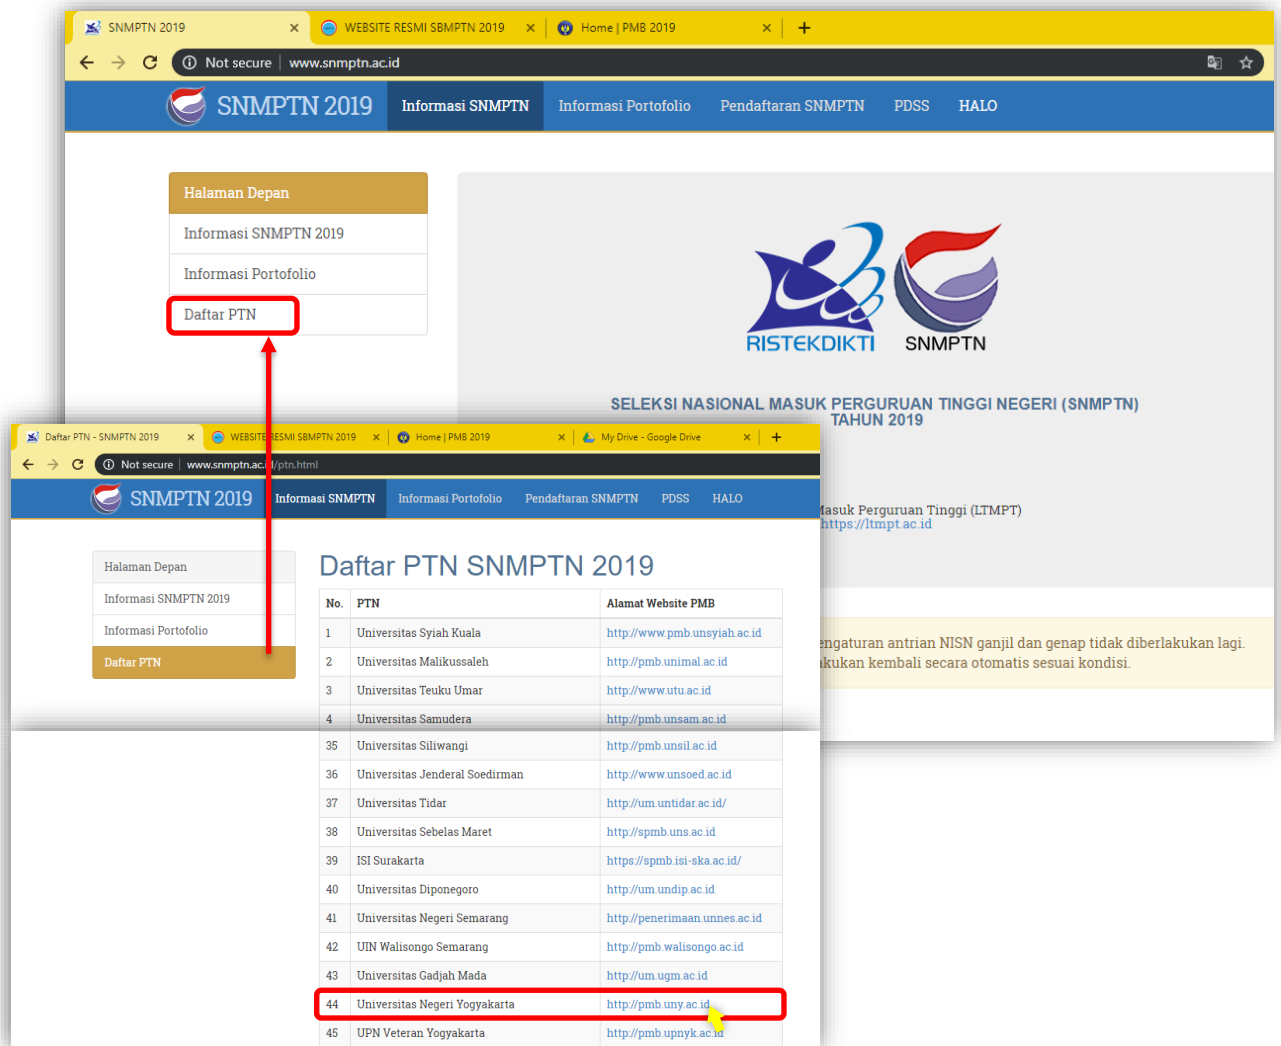 SNMPTN 2019
WEBSITE RESMI SBMPTN 2019
Home | PMB 2019
Not secure | www.snmptn.ac.id
SNMPTN 2019
Informasi SNMPTN
Informasi Portofolio
Pendaftaran SNMPTN
PDSS
HALO
Halaman Depan
Informasi SNMPTN 2019
Informasi Portofolio
Daftar PTN
RISTEKDIKTI
SNMPTN
SELEKSI NASIONAL MASUK PERGURUAN TINGGI NEGERI (SNMPTN)
TAHUN 2019
Masuk Perguruan Tinggi (LTMPT)
https://ltmpt.ac.id
engaturan antrian NISN ganjil dan genap tidak diberlakukan lagi.
akukan kembali secara otomatis sesuai kondisi.
Daftar PTN - SNMPTN 2019
WEBSITE RESMI SBMPTN 2019
Home | PMB 2019
My Drive - Google Drive
Not secure | www.snmptn.ac.id/ptn.html
SNMPTN 2019
Informasi SNMPTN
Informasi Portofolio
Pendaftaran SNMPTN
PDSS
HALO
Halaman Depan
Informasi SNMPTN 2019
Informasi Portofolio
Daftar PTN
Daftar PTN SNMPTN 2019
No. PTN Alamat Website PMB
1 Universitas Syiah Kuala http://www.pmb.unsyiah.ac.id
2 Universitas Malikussaleh http://pmb.unimal.ac.id
3 Universitas Teuku Umar http://www.utu.ac.id
4 Universitas Samudera http://pmb.unsam.ac.id
35 Universitas Siliwangi http://pmb.unsil.ac.id
36 Universitas Jenderal Soedirman http://www.unsoed.ac.id
37 Universitas Tidar http://um.untidar.ac.id/
38 Universitas Sebelas Maret http://spmb.uns.ac.id
39 ISI Surakarta https://spmb.isi-ska.ac.id/
40 Universitas Diponegoro http://um.undip.ac.id
41 Universitas Negeri Semarang http://penerimaan.unnes.ac.id
42 UIN Walisongo Semarang http://pmb.walisongo.ac.id
43 Universitas Gadjah Mada http://um.ugm.ac.id
44 Universitas Negeri Yogyakarta http://pmb.uny.ac.id
45 UPN Veteran Yogyakarta http://pmb.upnyk.ac.id